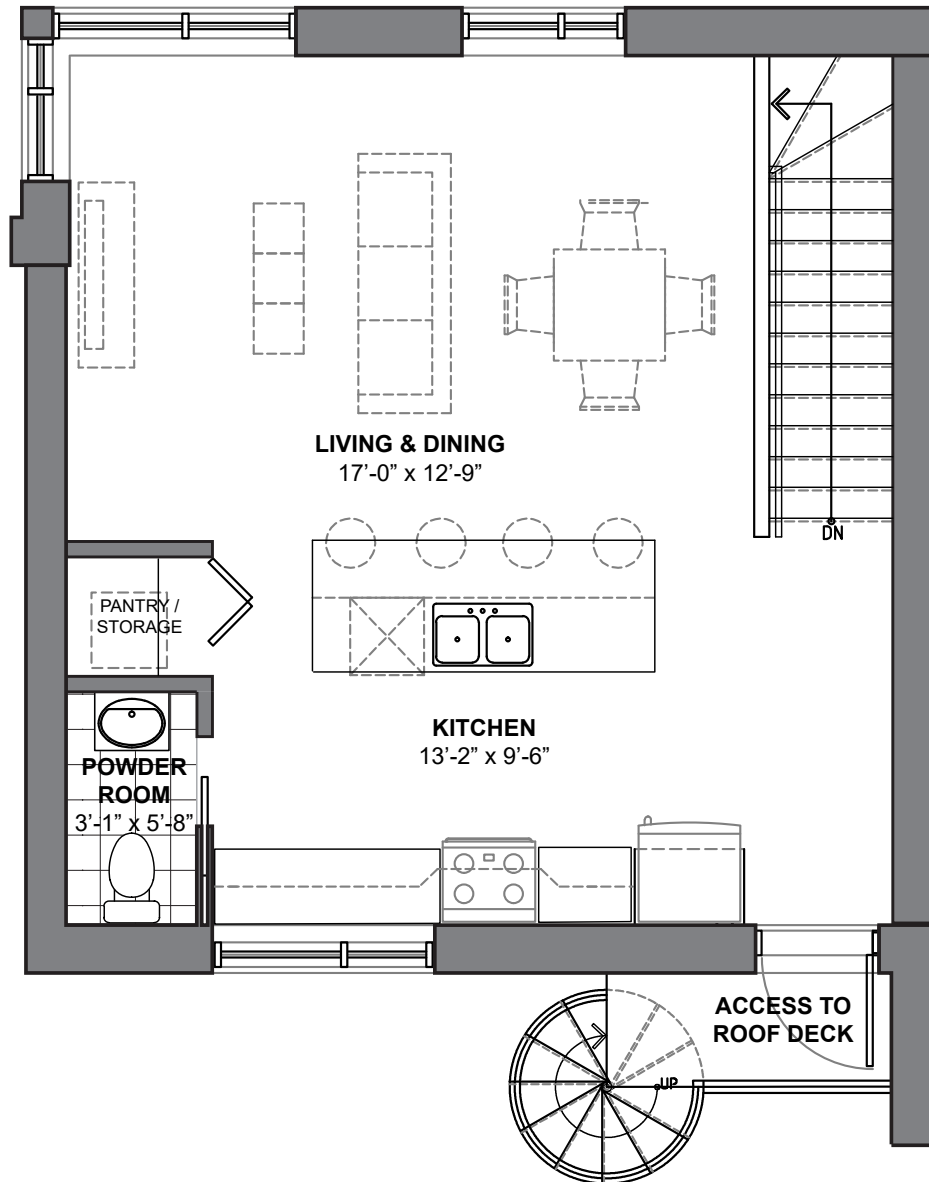 LIVING & DINING
17’-0” x 12’-9”
DN
PANTRY /
STORAGE
KITCHEN
13’-2” x 9’-6”
POWDER
ROOM
3’-1” x 5’-8”
ACCESS TO
ROOF DECK
UP